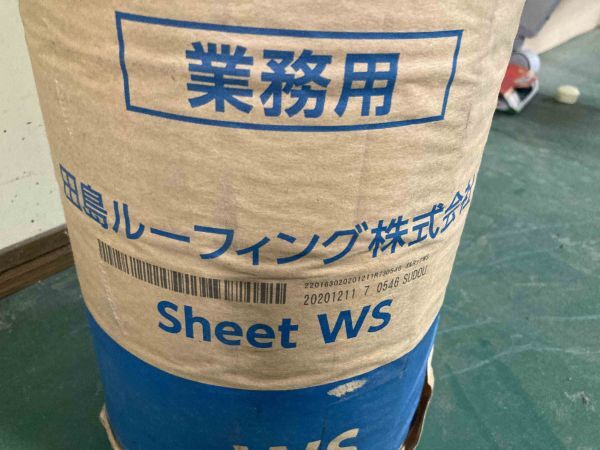 業務用
田島ルーフィング株式会社
20201211 7 0546 SUDOU
Sheet WS
WS